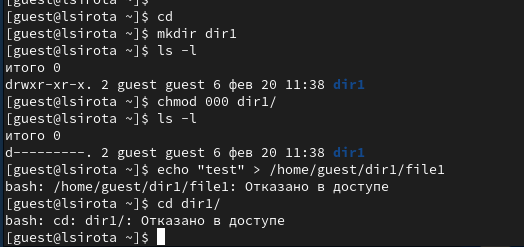 [guest@lsirota ~]$ cd
[guest@lsirota ~]$ mkdir dir1
[guest@lsirota ~]$ ls -l
итого 0
drwxr-xr-x. 2 guest guest 6 фев 20 11:38 dir1
[guest@lsirota ~]$ chmod 000 dir1/
[guest@lsirota ~]$ ls -l
итого 0
d---------. 2 guest guest 6 фев 20 11:38 dir1
[guest@lsirota ~]$ echo "test" > /home/guest/dir1/file1
bash: /home/guest/dir1/file1: Отказано в доступе
[guest@lsirota ~]$ cd dir1/
bash: cd: dir1/: Отказано в доступе
[guest@lsirota ~]$